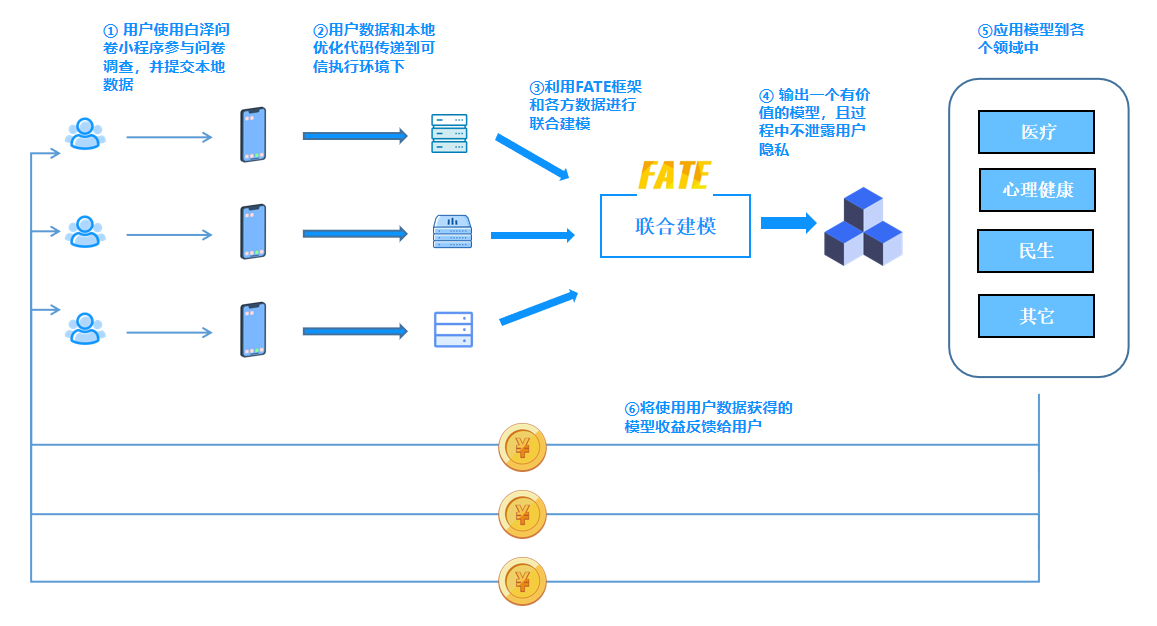 ① 用户使用白泽问
卷小程序参与问卷
调查，并提交本地
数据
②用户数据和本地
优化代码传递到可
信执行环境下
③利用FATE框架
和各方数据进行
联合建模
FATE
联合建模
④ 输出一个有价
值的模型，且过
程中不泄露用户
隐私
⑤应用模型到各
个领域中
医疗
心理健康
民生
其它
⑥将使用用户数据获得的
模型收益反馈给用户
¥
¥
¥